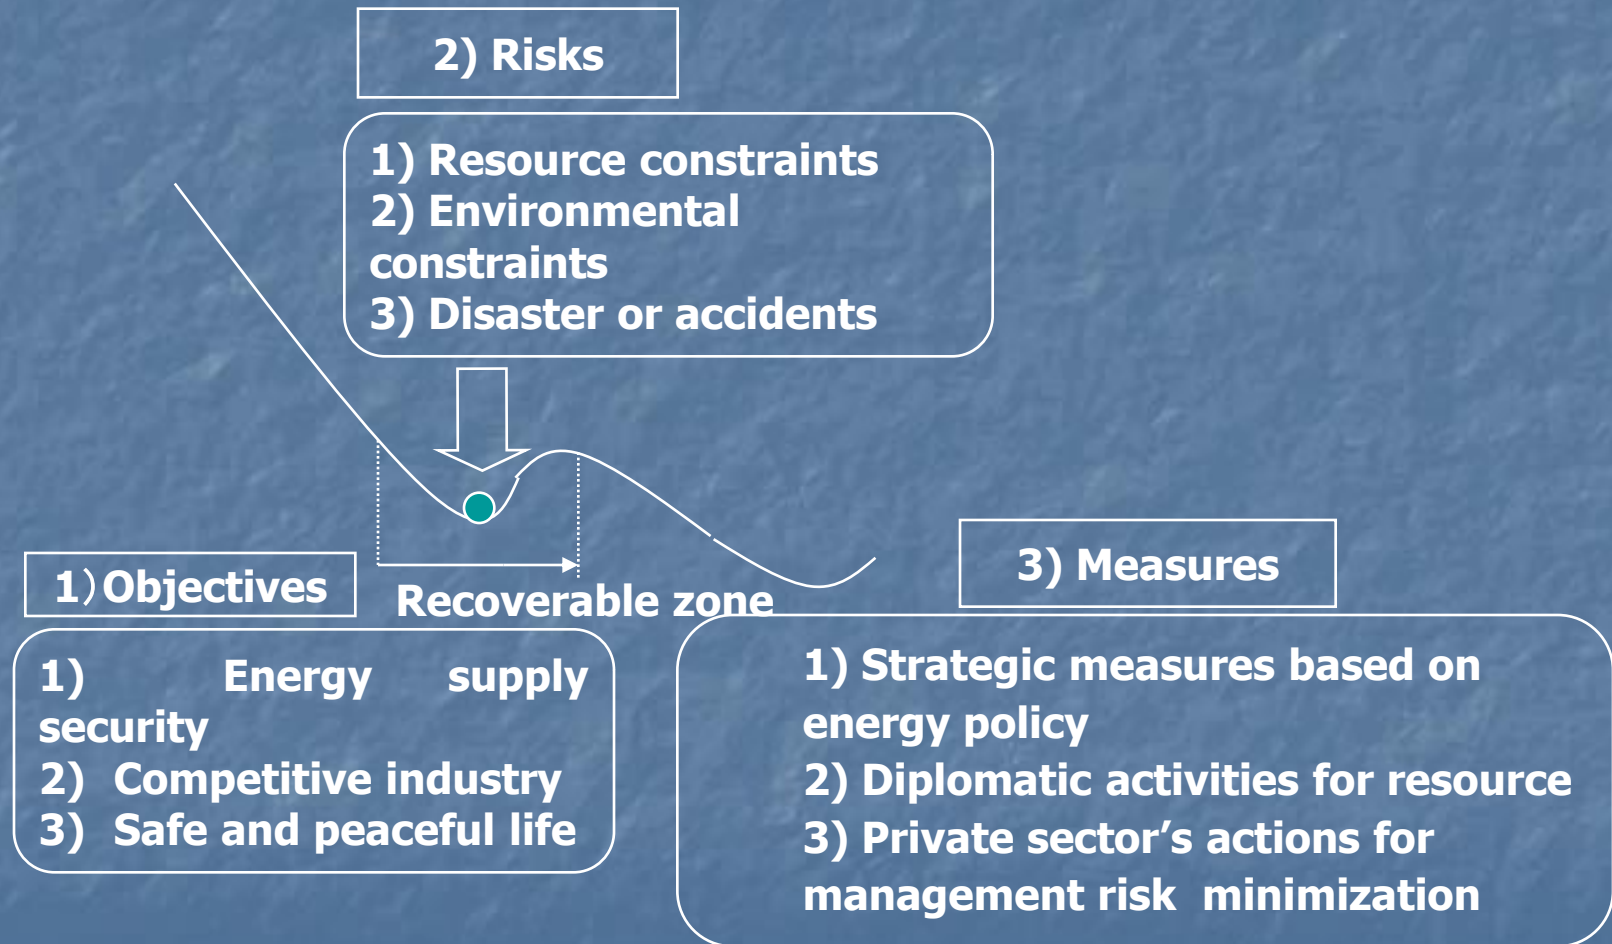 2) Risks
1) Resource constraints
2) Environmental
constraints
3) Disaster or accidents
1) Objectives
Recoverable zone
1) Energy supply
security
2) Competitive industry
3) Safe and peaceful life
3) Measures
1) Strategic measures based on
energy policy
2) Diplomatic activities for resource
3) Private sector’s actions for
management risk minimization